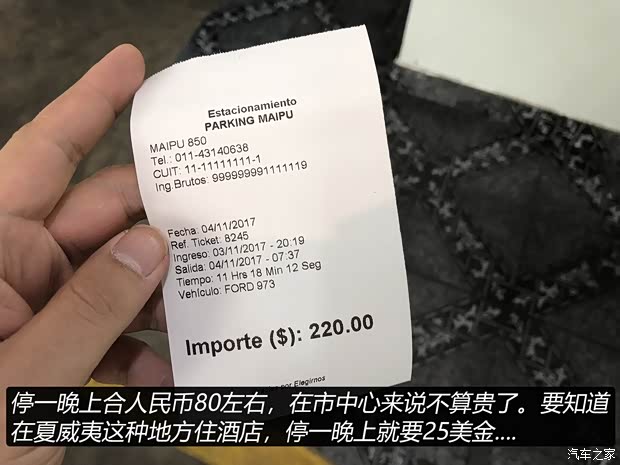 Estacionamiento
PARKING MAIPU
MAIPU 850
Tel.: 011-43140638
CUIT: 11-11111111-1
Ing.Brutos: 999999991111119
Fecha: 04/11/2017
Ref. Ticket: 8245
Ingreso: 03/11/2017 - 20:19
Salida: 04/11/2017 - 07:37
Tiempo: 11 Hrs 18 Min 12 Seg
Vehículo: FORD 973
Importe ($): 220.00
por Elegirnos
停一晚上合人民币80左右，在市中心来说不算贵了。要知道
在夏威夷这种地方住酒店，停一晚上就要25美金....
汽车之家